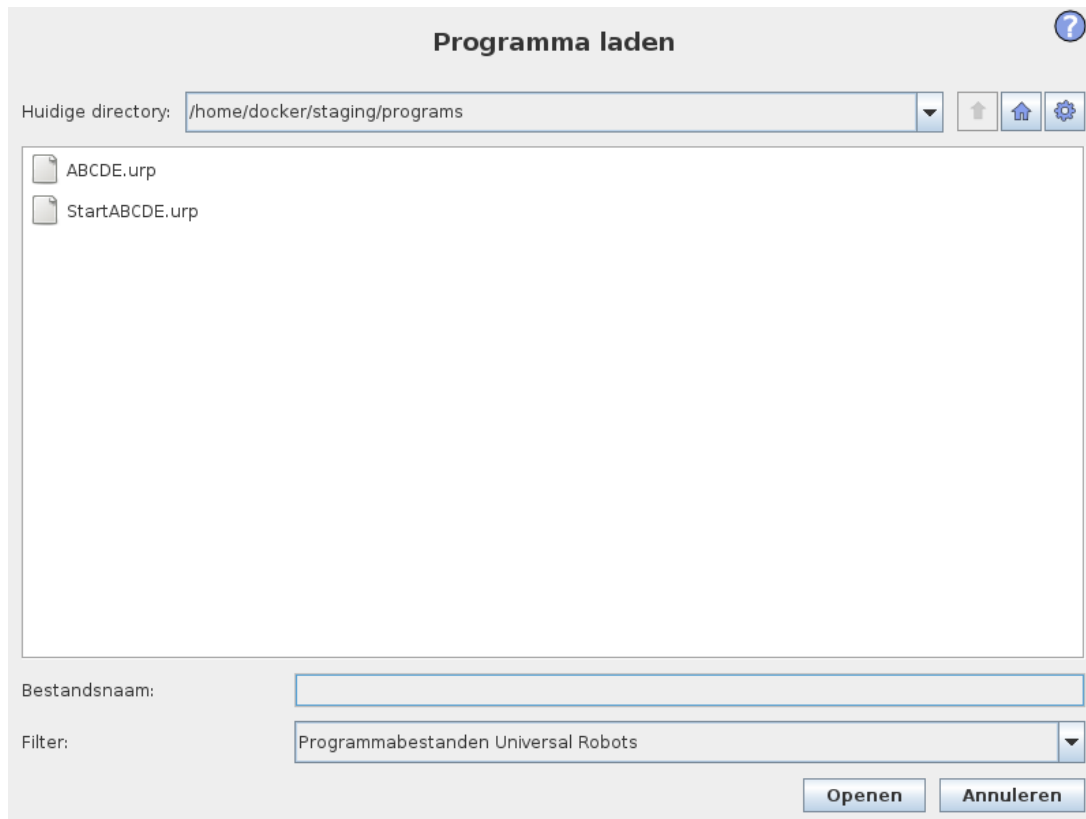 Programma laden
?
Huidige directory: /home/docker/staging/programs
ABCDE.urp
StartABCDE.urp
Bestandsnaam:
Filter: Programmabestanden Universal Robots
Openen Annuleren